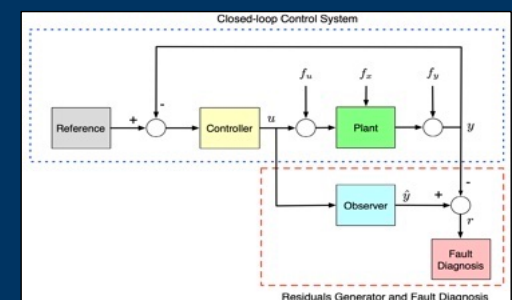 Closed-loop Control System
-
f_u
f_x
f_y
Reference
+
Controller
u
Plant
y
Observer
ŷ
+
-
r
Fault
Diagnosis
Residuals Generator and Fault Diagnosis